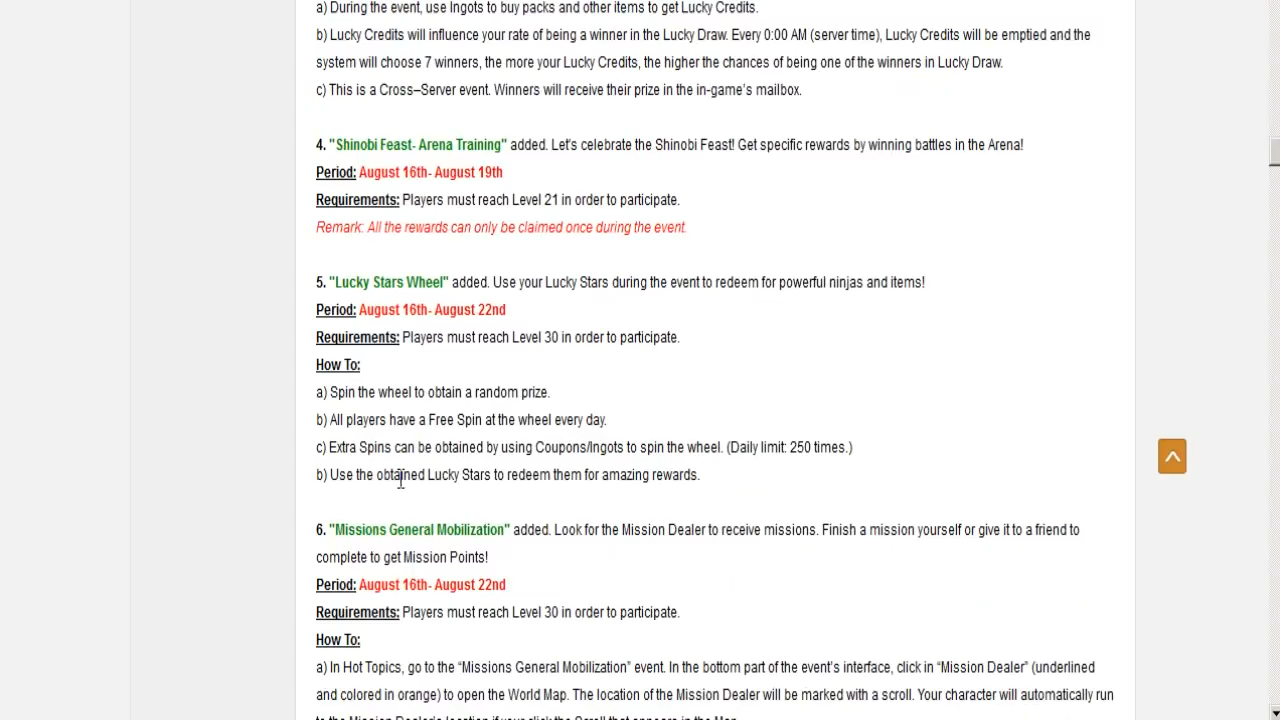 a) During the event, use Ingots to buy packs and other items to get Lucky Credits.
b) Lucky Credits will influence your rate of being a winner in the Lucky Draw. Every 0:00 AM (server time), Lucky Credits will be emptied and the
system will choose 7 winners, the more your Lucky Credits, the higher the chances of being one of the winners in Lucky Draw.
c) This is a Cross–Server event. Winners will receive their prize in the in-game’s mailbox.
4. "Shinobi Feast- Arena Training" added. Let's celebrate the Shinobi Feast! Get specific rewards by winning battles in the Arena!
Period: August 16th- August 19th
Requirements: Players must reach Level 21 in order to participate.
Remark: All the rewards can only be claimed once during the event.
5. "Lucky Stars Wheel" added. Use your Lucky Stars during the event to redeem for powerful ninjas and items!
Period: August 16th- August 22nd
Requirements: Players must reach Level 30 in order to participate.
How To:
a) Spin the wheel to obtain a random prize.
b) All players have a Free Spin at the wheel every day.
c) Extra Spins can be obtained by using Coupons/Ingots to spin the wheel. (Daily limit: 250 times.)
b) Use the obtained Lucky Stars to redeem them for amazing rewards.
6. "Missions General Mobilization" added. Look for the Mission Dealer to receive missions. Finish a mission yourself or give it to a friend to
complete to get Mission Points!
Period: August 16th- August 22nd
Requirements: Players must reach Level 30 in order to participate.
How To:
a) In Hot Topics, go to the “Missions General Mobilization” event. In the bottom part of the event’s interface, click in “Mission Dealer” (underlined
and colored in orange) to open the World Map. The location of the Mission Dealer will be marked with a scroll. Your character will automatically run
to the Mission Dealer's location if your click the Scroll that appears in the Map.